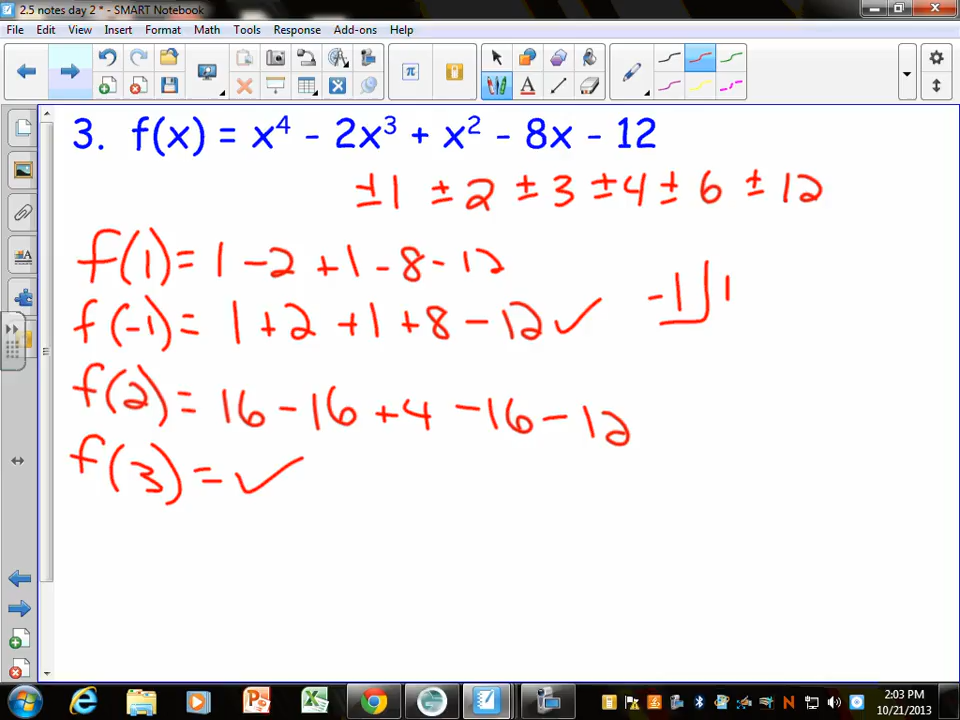 2.5 notes day 2 * - SMART Notebook
File Edit View Insert Format Math Tools Response Add-ons Help
3. f(x) = x⁴ - 2x³ + x² - 8x - 12
±1 ±2 ±3 ±4 ±6 ±12
f(1) = 1 - 2 + 1 - 8 - 12
f(-1) = 1 + 2 + 1 + 8 - 12 ✓
-1 | 1
f(2) = 16 - 16 + 4 - 16 - 12
f(3) = ✓
2:03 PM
10/21/2013